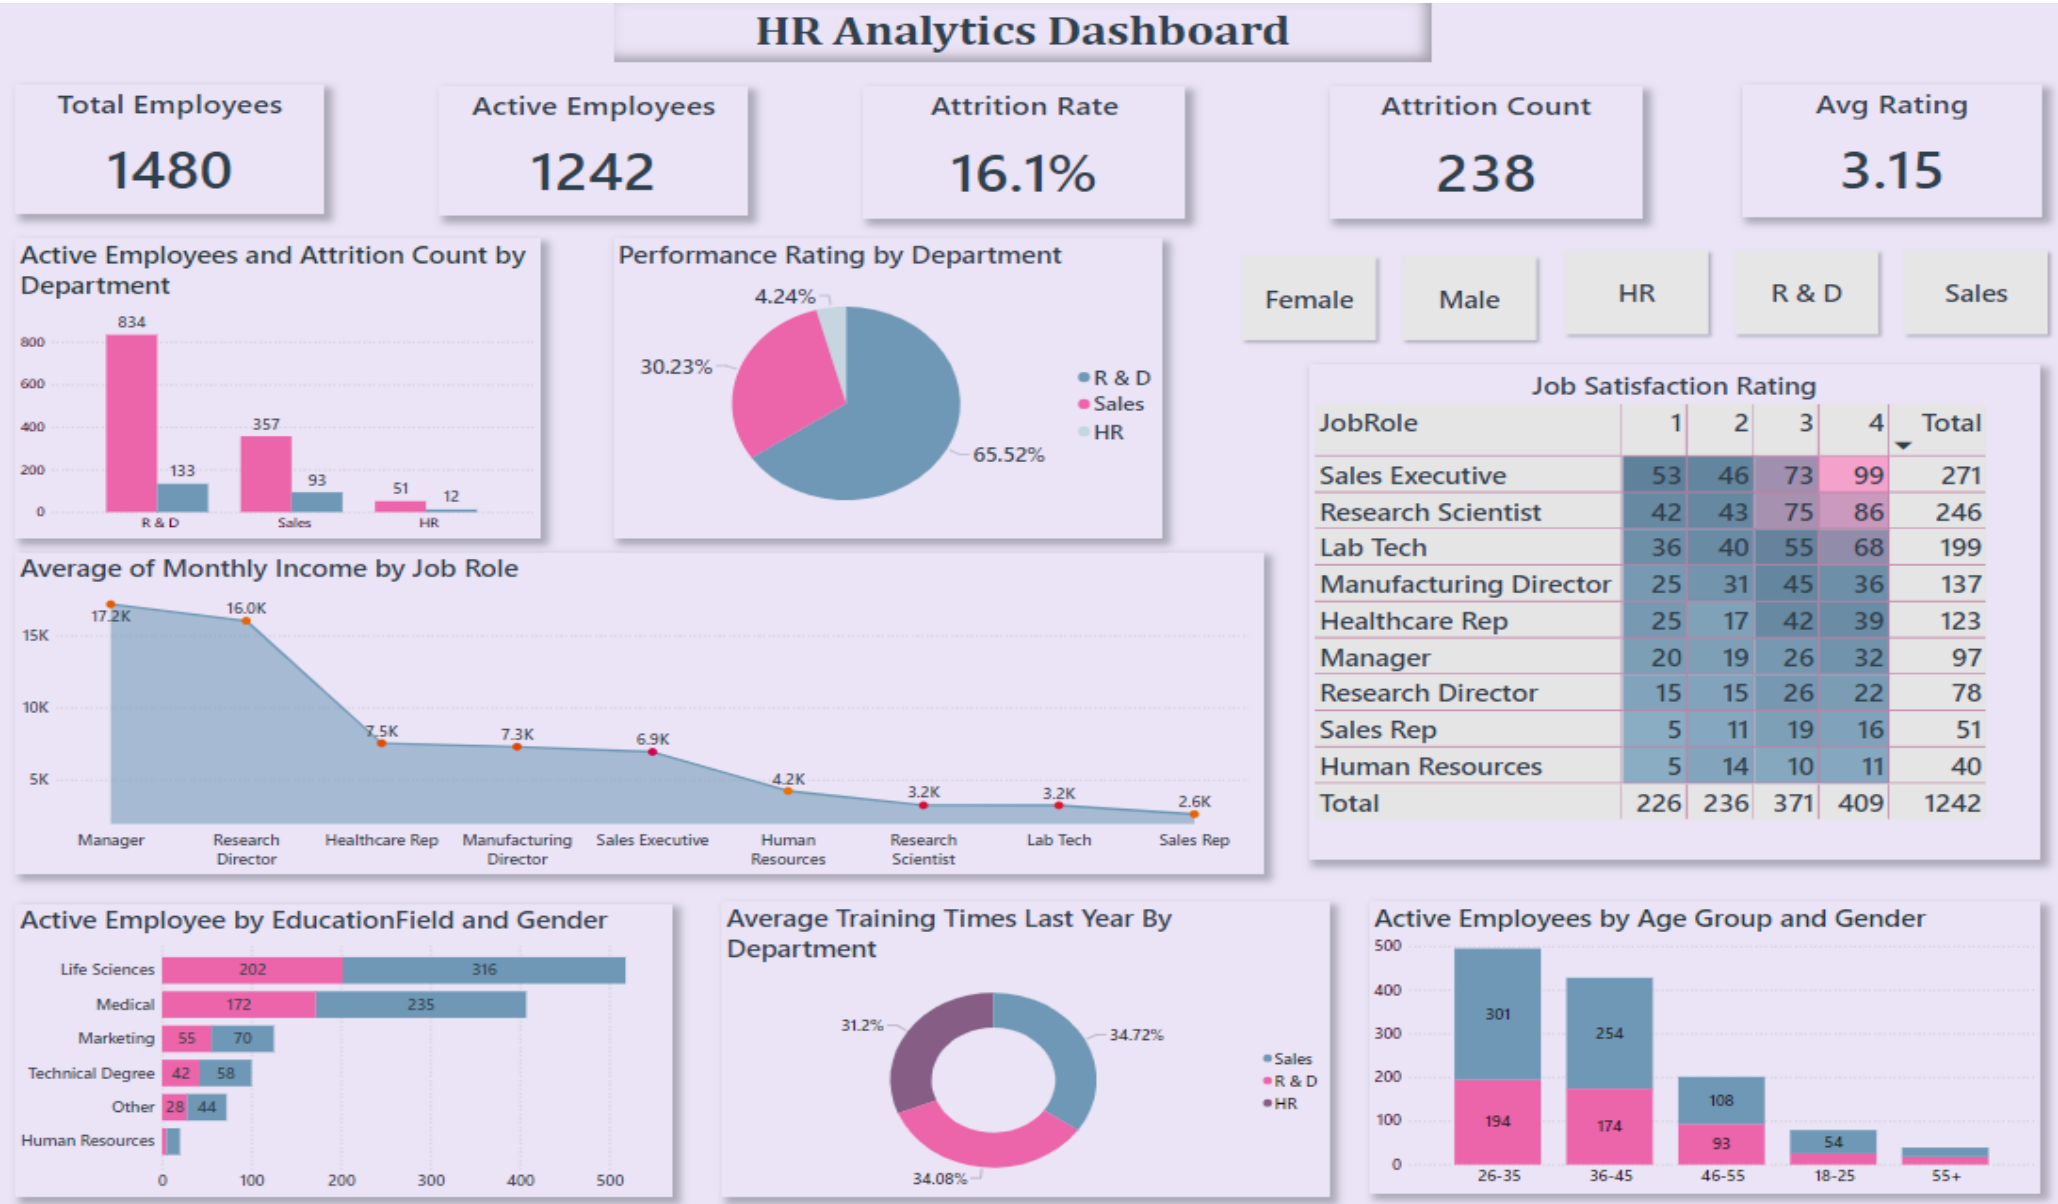 HR Analytics Dashboard
Total Employees
1480
Active Employees
1242
Attrition Rate
16.1%
Attrition Count
238
Avg Rating
3.15
Active Employees and Attrition Count by
Department
800
600
400
200
0
834
133
357
93
51
12
R & D
Sales
HR
Performance Rating by Department
4.24%
30.23%
65.52%
R & D
Sales
HR
Female
Male
HR
R & D
Sales
Job Satisfaction Rating
JobRole 1 2 3 4 Total
Sales Executive 53 46 73 99 271
Research Scientist 42 43 75 86 246
Lab Tech 36 40 55 68 199
Manufacturing Director 25 31 45 36 137
Healthcare Rep 25 17 42 39 123
Manager 20 19 26 32 97
Research Director 15 15 26 22 78
Sales Rep 5 11 19 16 51
Human Resources 5 14 10 11 40
Total 226 236 371 409 1242
Average of Monthly Income by Job Role
15K
10K
5K
17.2K
16.0K
7.5K
7.3K
6.9K
4.2K
3.2K
3.2K
2.6K
Manager
Research
Director
Healthcare Rep
Manufacturing
Director
Sales Executive
Human
Resources
Research
Scientist
Lab Tech
Sales Rep
Active Employee by EducationField and Gender
Life Sciences 202 316
Medical 172 235
Marketing 55 70
Technical Degree 42 58
Other 28 44
Human Resources
0 100 200 300 400 500
Average Training Times Last Year By
Department
31.2%
34.72%
34.08%
Sales
R & D
HR
Active Employees by Age Group and Gender
500
400
300
200
100
0
301
194
254
174
108
93
54
26-35
36-45
46-55
18-25
55+